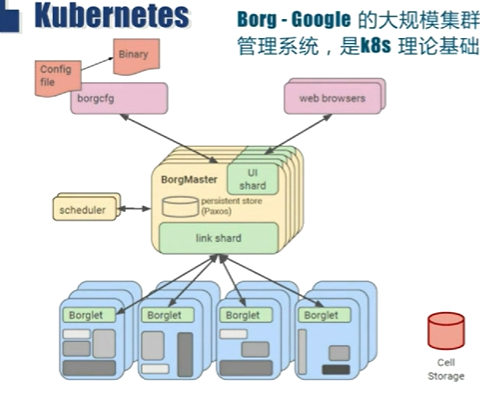 Kubernetes
Borg - Google 的大规模集群
管理系统，是k8s 理论基础
Binary
Config
file
borgcfg
web browsers
BorgMaster
UI
shard
persistent store
(Paxos)
scheduler
link shard
Borglet
Borglet
Borglet
Borglet
Cell
Storage